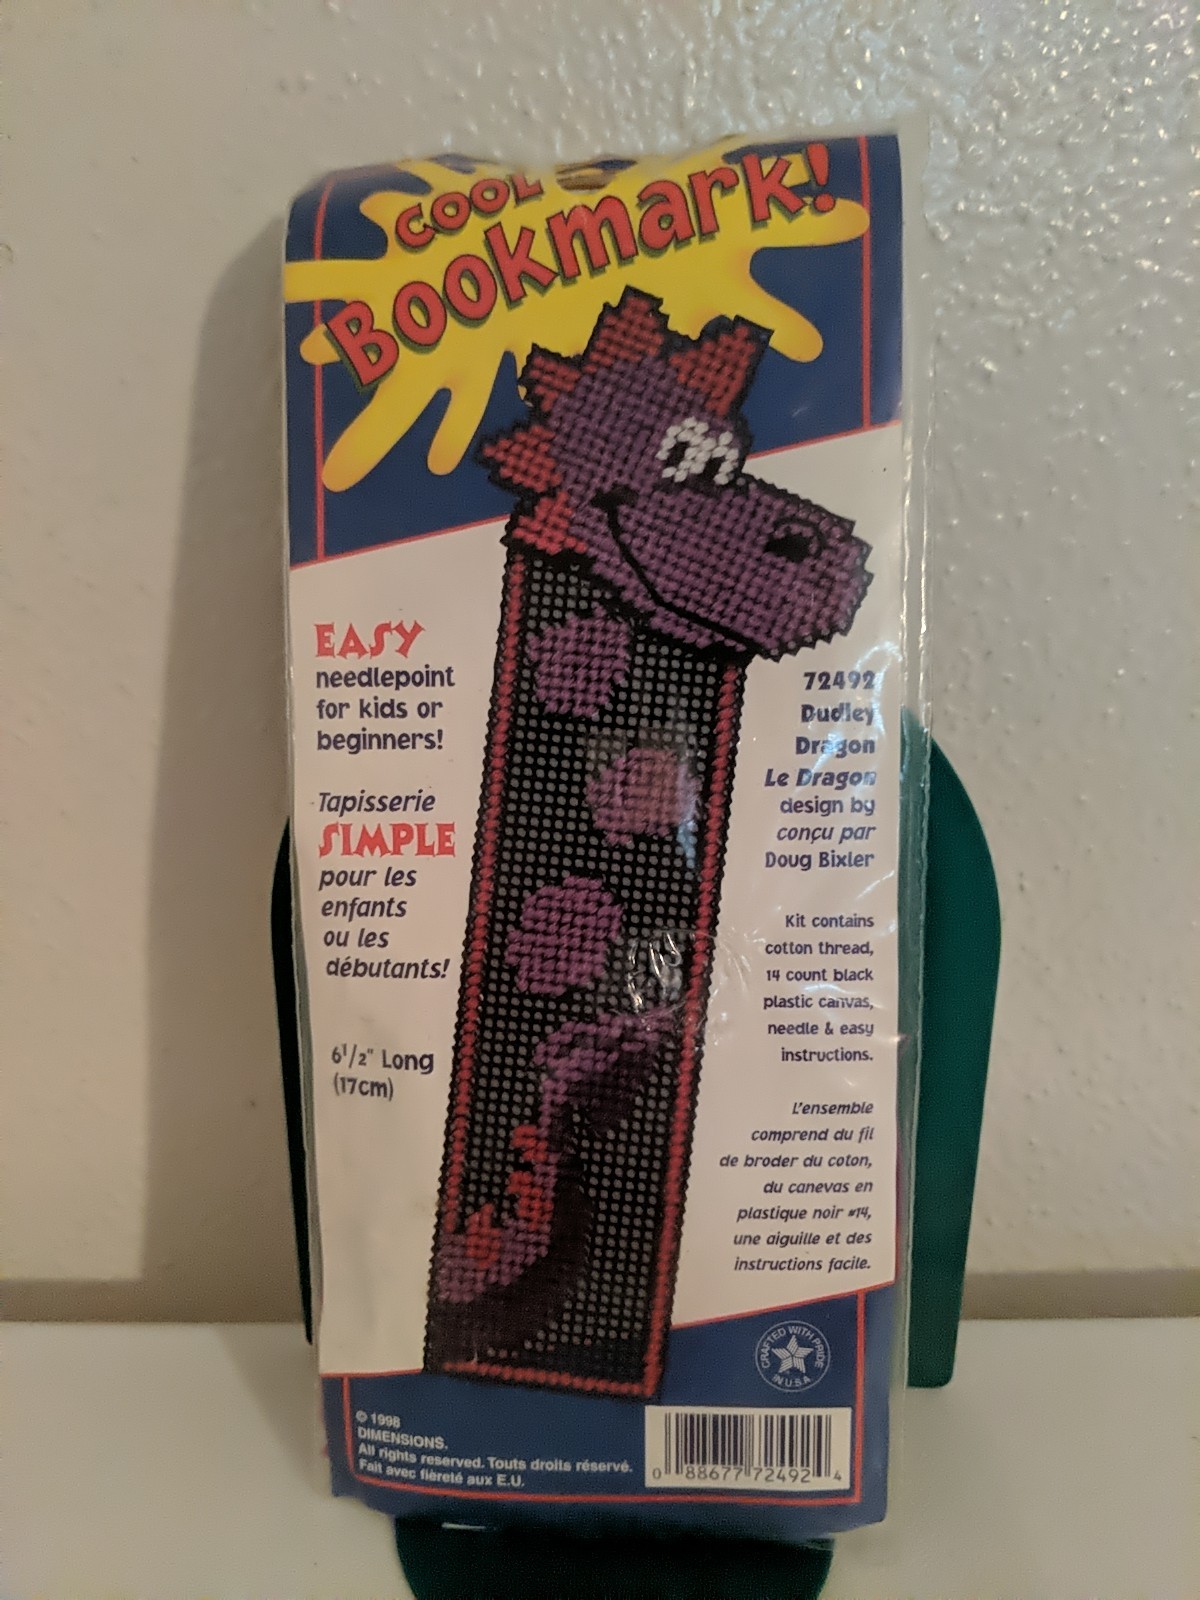 COOL
Bookmark!
EASY
needlepoint
for kids or
beginners!
Tapisserie
SIMPLE
pour les
enfants
ou les
débutants!
6 1/2" Long
(17cm)
72492
Dudley
Dragon
Le Dragon
design by
conçu par
Doug Bixler
Kit contains
cotton thread,
14 count black
plastic canvas,
needle & easy
instructions.
L'ensemble
comprend du fil
de broder du coton,
du canevas en
plastique noir #14,
une aiguille et des
instructions facile.
CRAFTED WITH PRIDE
IN U.S.A.
© 1998
DIMENSIONS.
All rights reserved. Touts droits réservé.
Fait avec fièreté aux E.U.
0 88677 72492 4